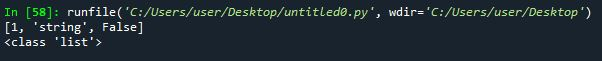 In [58]: runfile('C:/Users/user/Desktop/untitled0.py', wdir='C:/Users/user/Desktop')
[1, 'string', False]
<class 'list'>